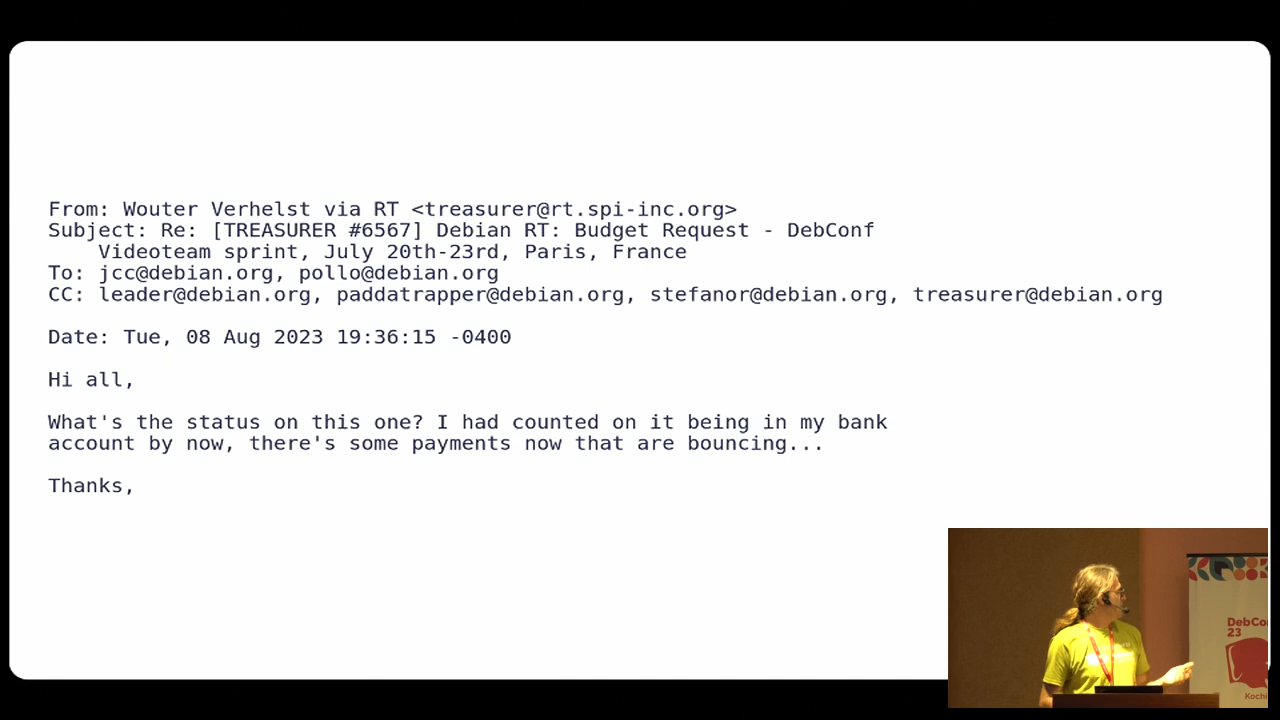 From: Wouter Verhelst via RT <treasurer@rt.spi-inc.org>
Subject: Re: [TREASURER #6567] Debian RT: Budget Request - DebConf
Videoteam sprint, July 20th-23rd, Paris, France
To: jcc@debian.org, pollo@debian.org
CC: leader@debian.org, paddatrapper@debian.org, stefanor@debian.org, treasurer@debian.org
Date: Tue, 08 Aug 2023 19:36:15 -0400
Hi all,
What's the status on this one? I had counted on it being in my bank
account by now, there's some payments now that are bouncing...
Thanks,
DebCo
23
Kochi